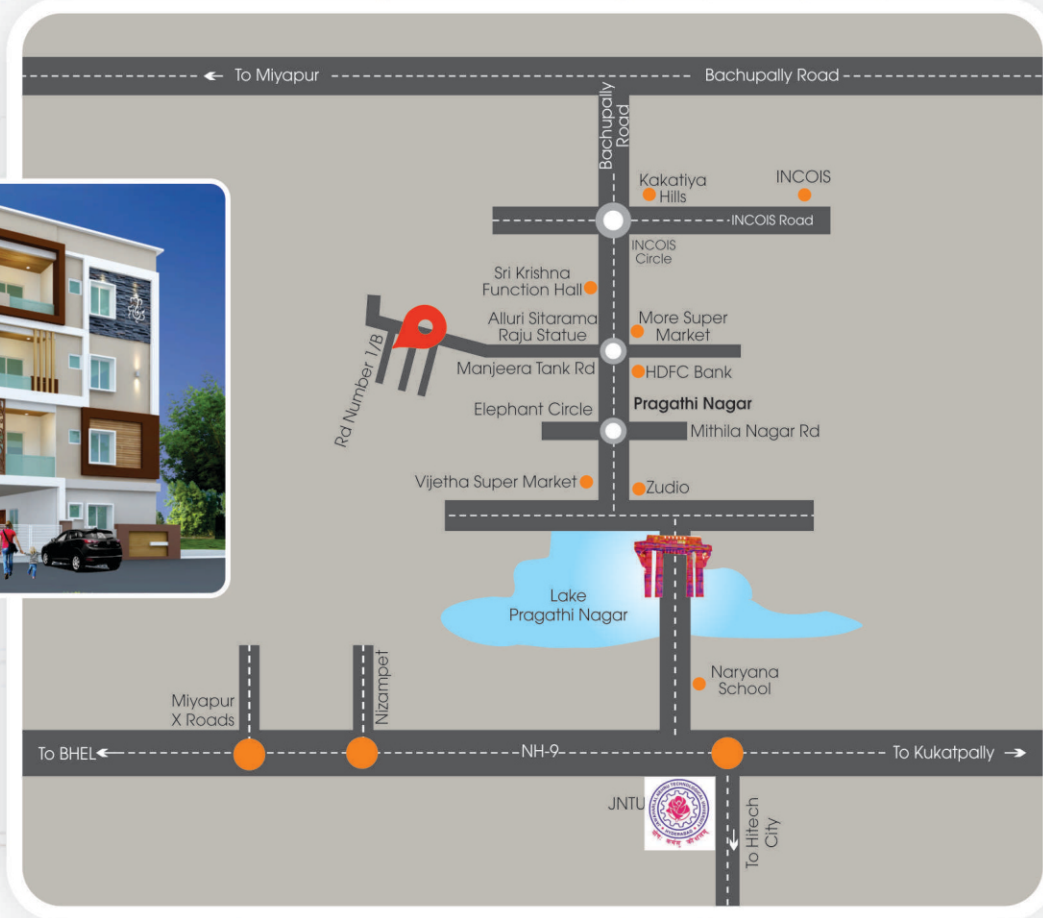 To Miyapur
Bachupally Road
Bachupally
Road
Kakatiya
Hills
INCOIS
INCOIS Road
INCOIS
Circle
Sri Krishna
Function Hall
Alluri Sitarama
Raju Statue
More Super
Market
Rd Number 1/B
Manjeera Tank Rd
HDFC Bank
Elephant Circle
Pragathi Nagar
Mithila Nagar Rd
Vijetha Super Market
Zudio
Lake
Pragathi Nagar
Naryana
School
Miyapur
X Roads
Nizampet
To BHEL
NH-9
To Kukatpally
JNTU
To Hitech
City